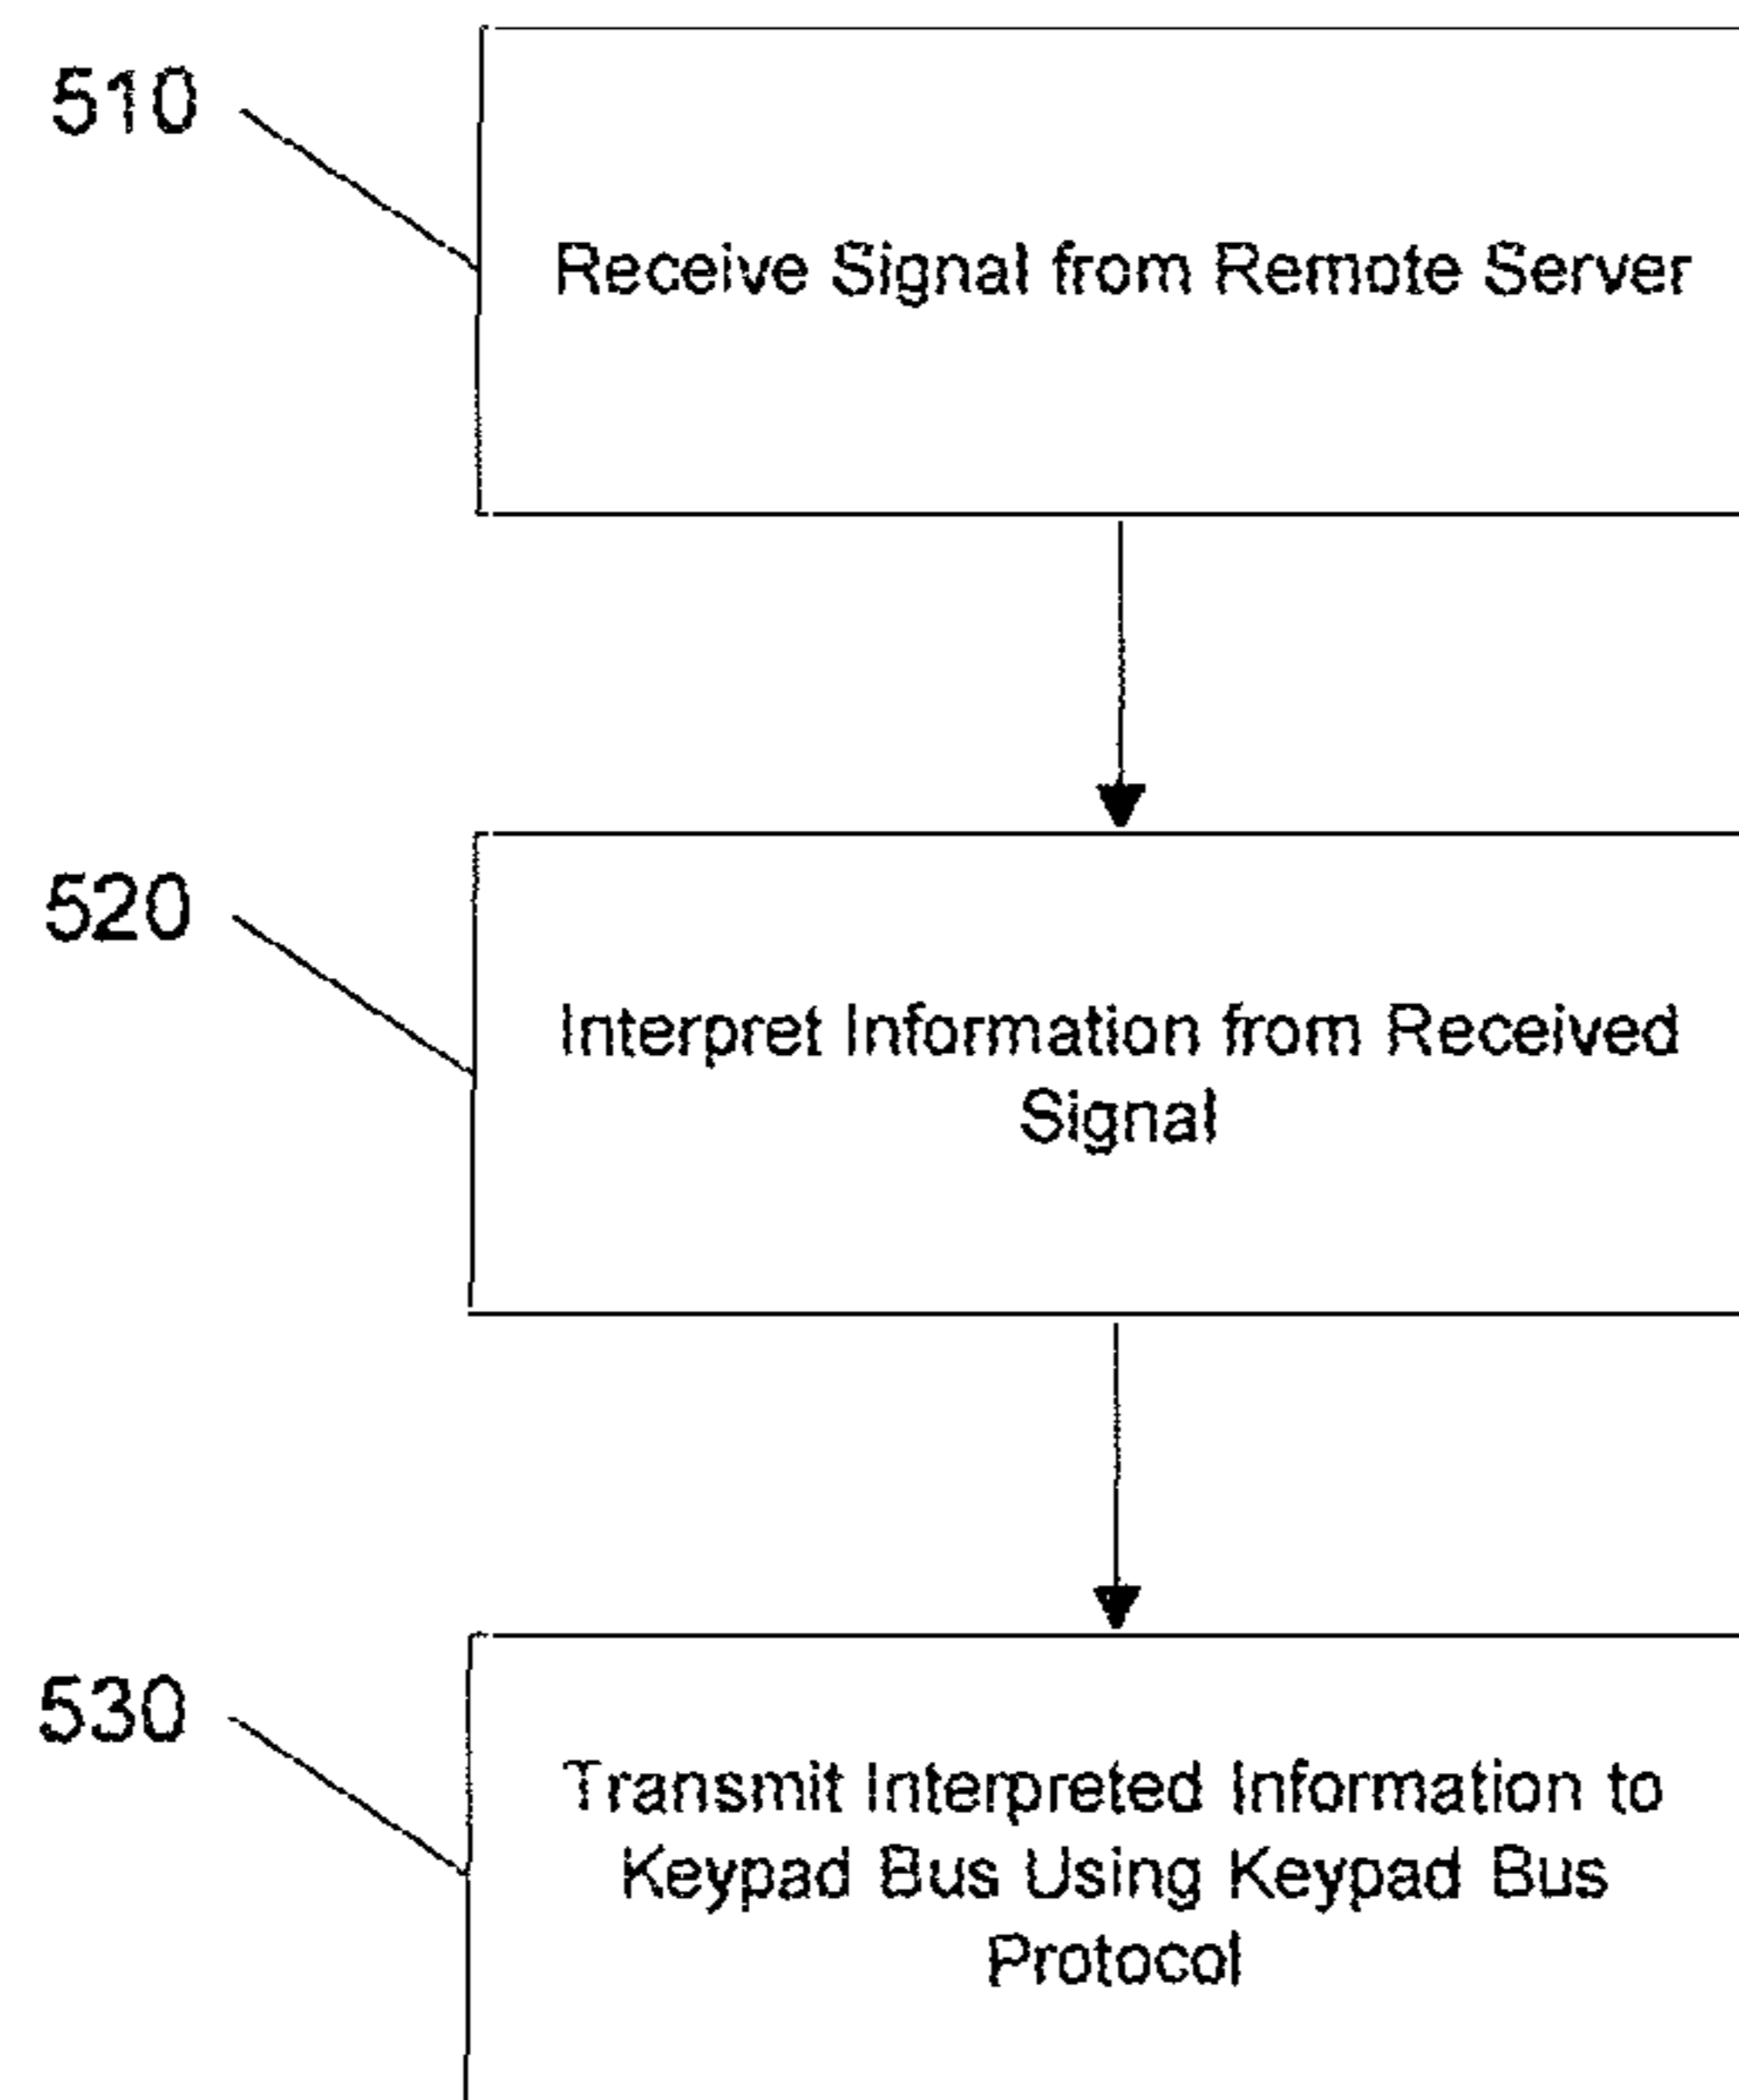 510
Receive Signal from Remote Server
520
Interpret Information from Received
Signal
530
Transmit Interpreted Information to
Keypad Bus Using Keypad Bus
Protocol